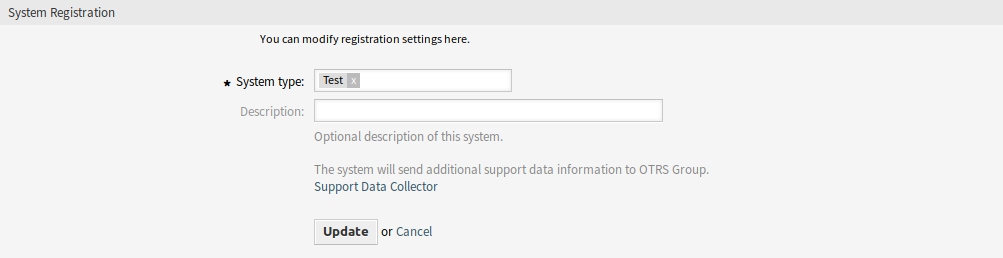 System Registration
You can modify registration settings here.
★ System type: Test x
Description:
Optional description of this system.
The system will send additional support data information to OTRS Group.
Support Data Collector
Update or Cancel